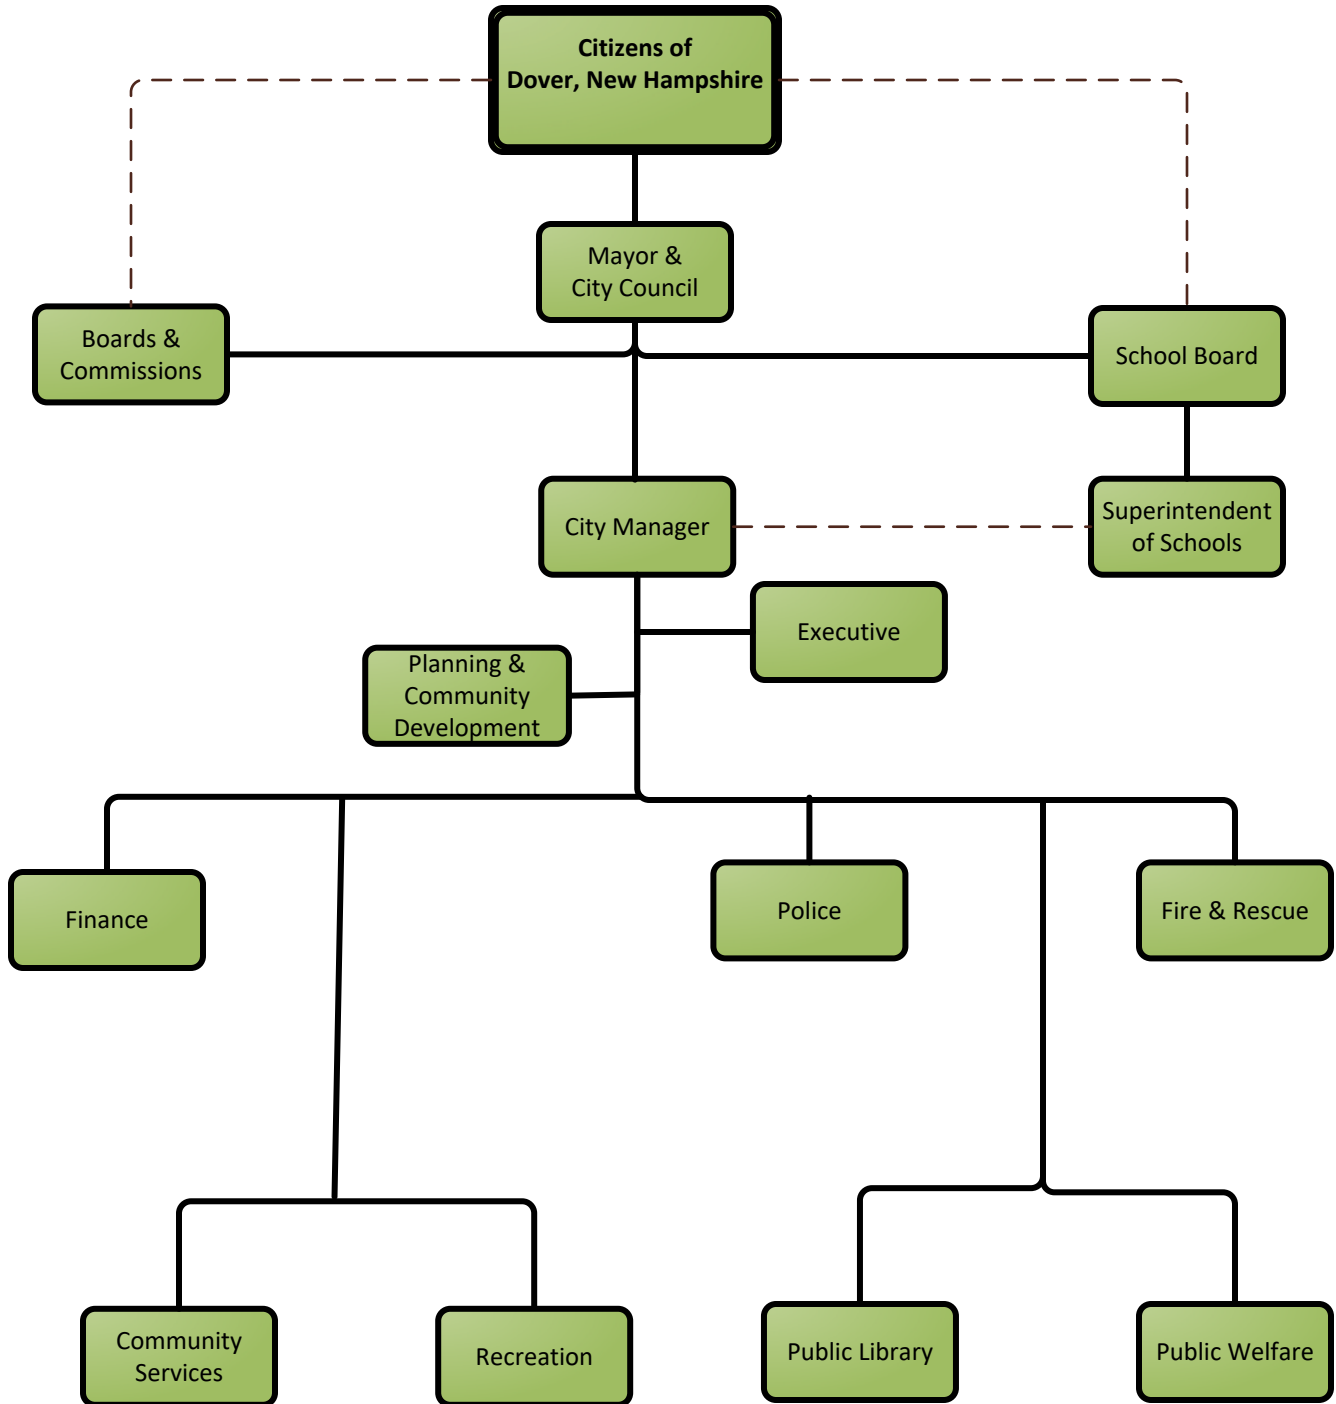 Citizens of
Dover, New Hampshire
Mayor &
City Council
Boards &
Commissions
School Board
City Manager
Superintendent
of Schools
Executive
Planning &
Community
Development
Finance
Police
Fire & Rescue
Community
Services
Recreation
Public Library
Public Welfare